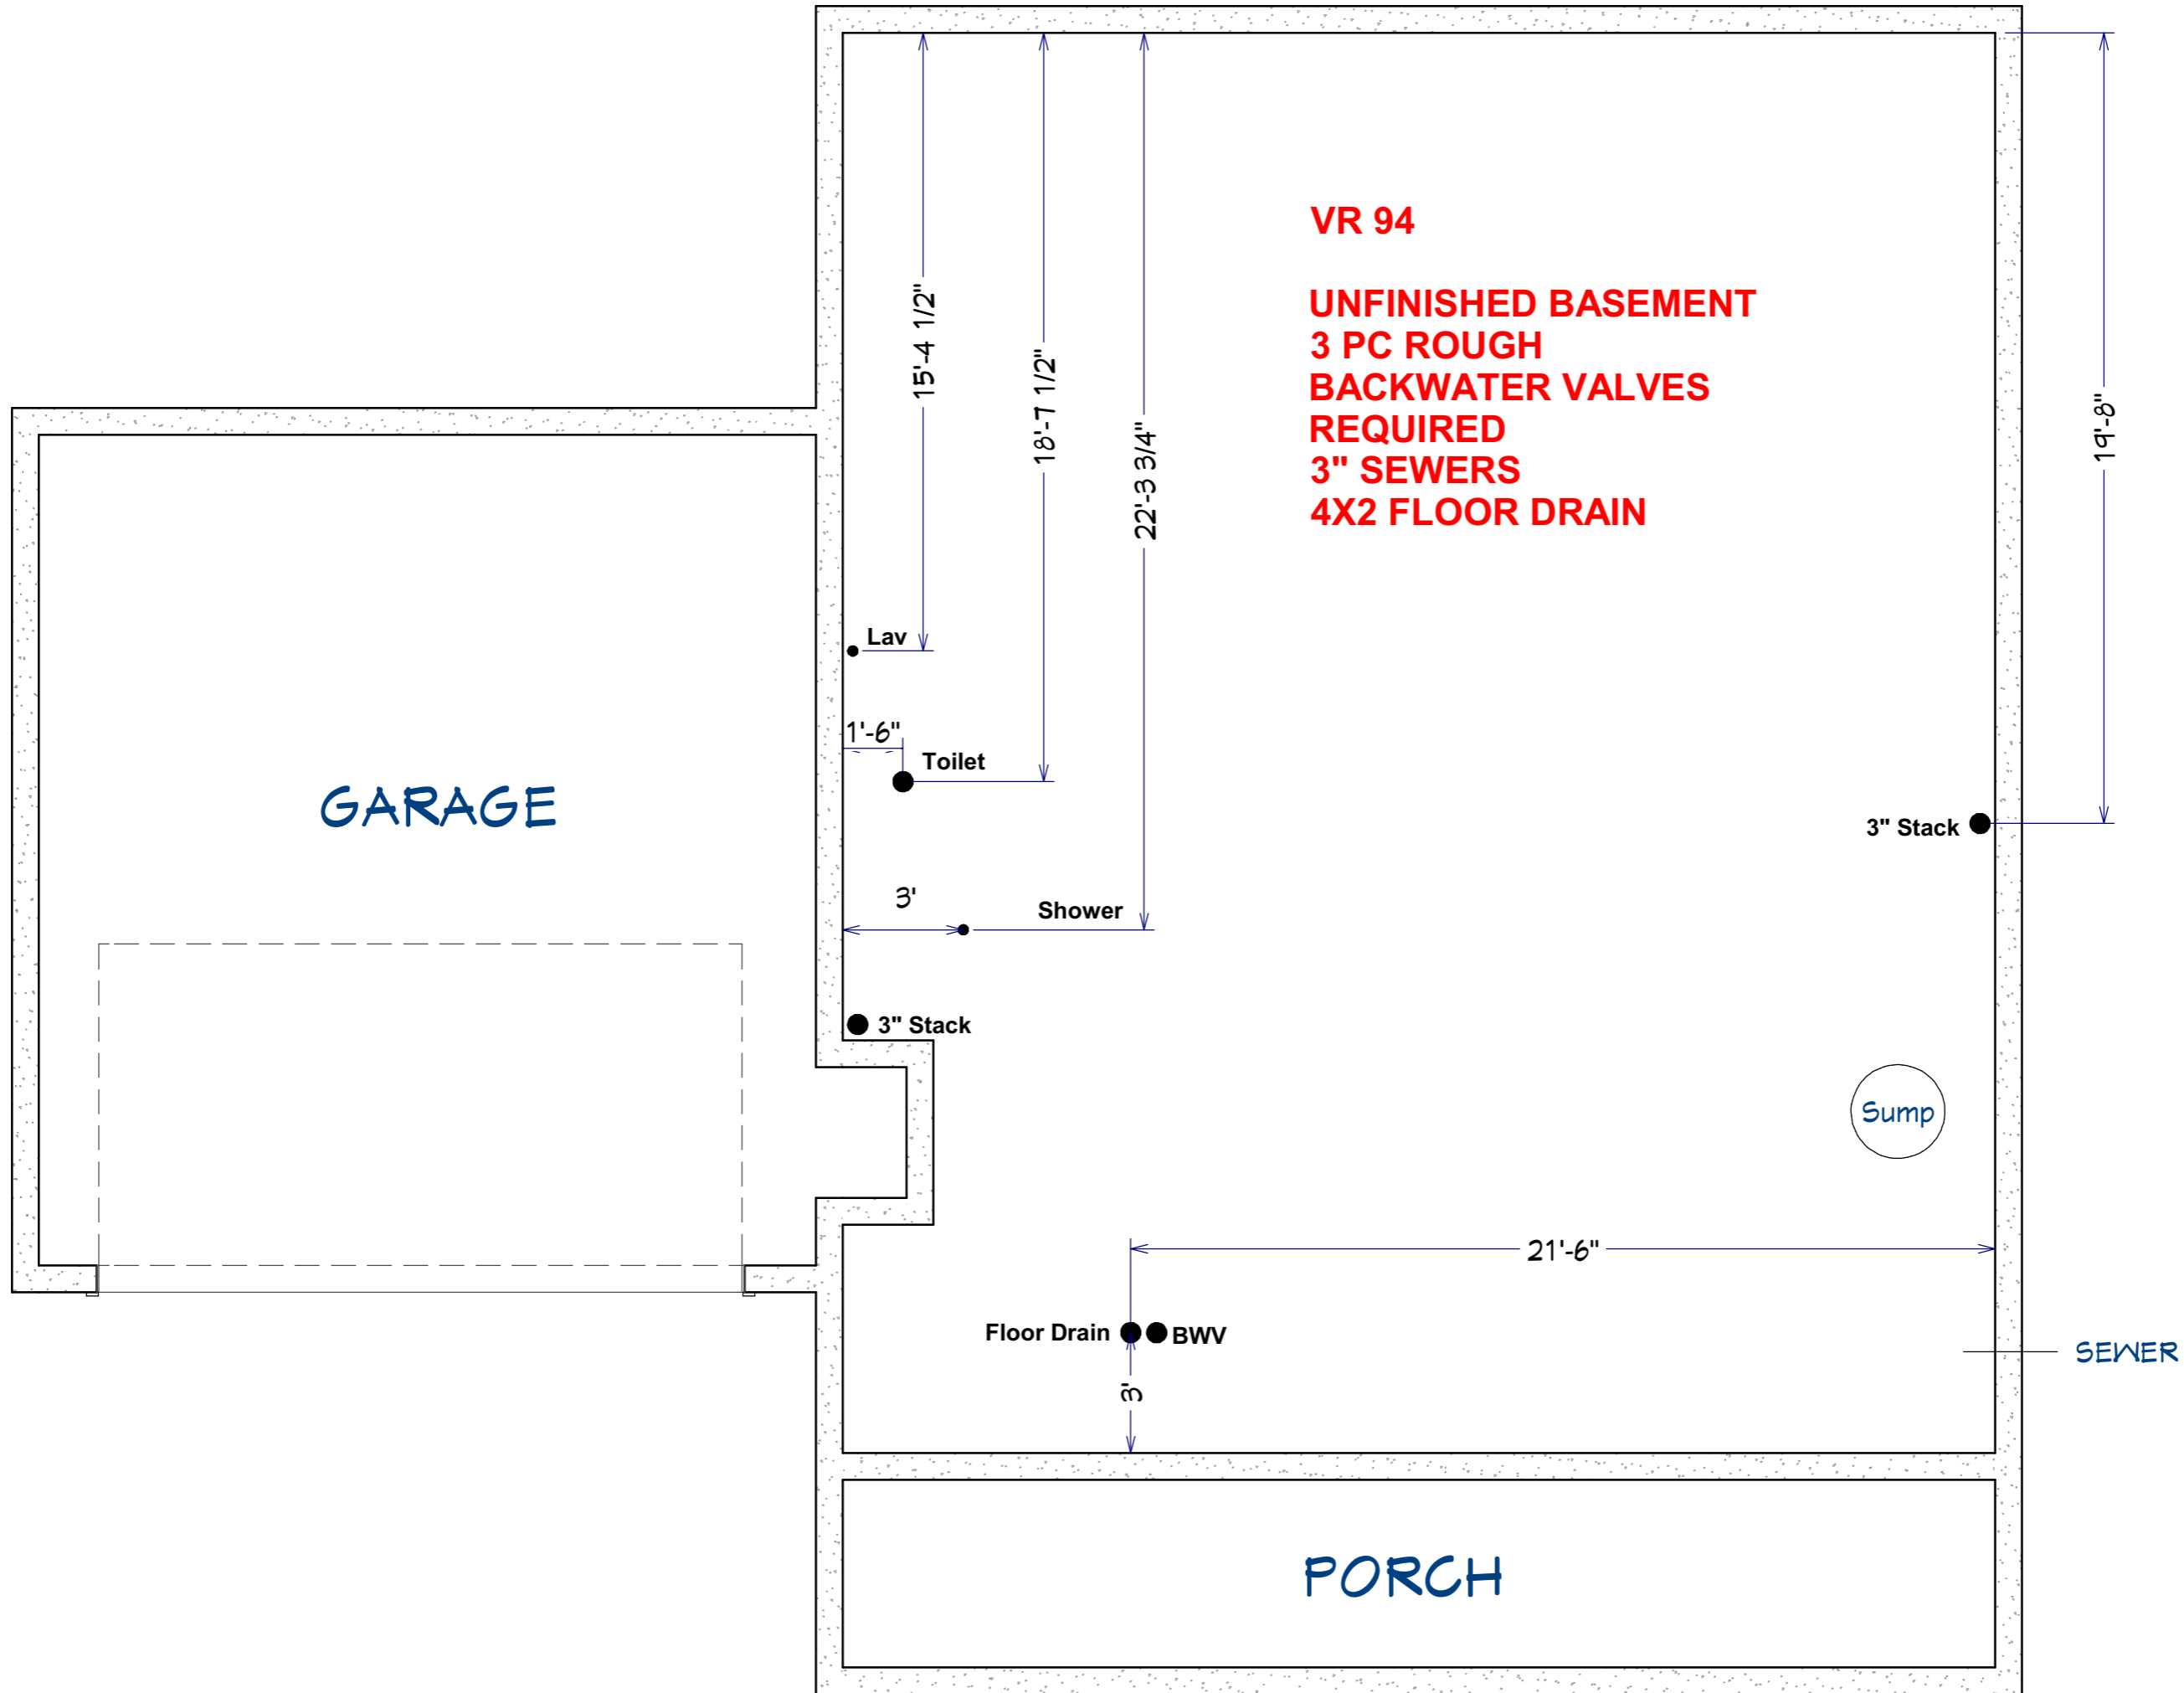 VR 94
UNFINISHED BASEMENT
3 PC ROUGH
BACKWATER VALVES
REQUIRED
3" SEWERS
4X2 FLOOR DRAIN
15'-4 1/2"
18'-7 1/2"
22'-3 3/4"
19'-8"
Lav
1'-6"
Toilet
GARAGE
3" Stack
3'
Shower
3" Stack
Sump
21'-6"
Floor Drain
BWV
SEWER
3'
PORCH